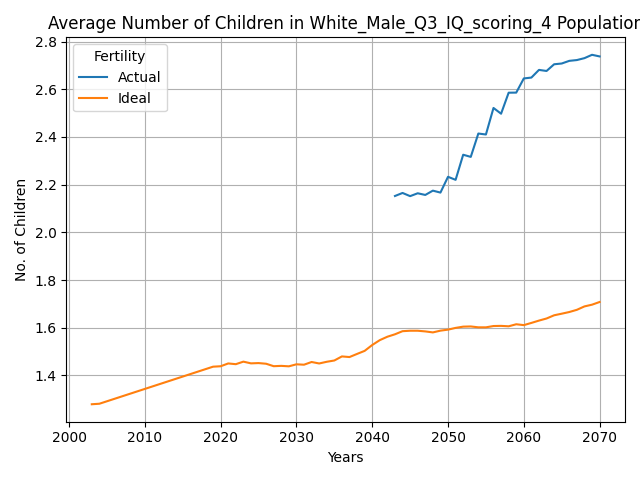 Average Number of Children in White_Male_Q3_IQ_scoring_4 Population
Fertility
Actual
Ideal
No. of Children
2.8
2.6
2.4
2.2
2.0
1.8
1.6
1.4
2000 2010 2020 2030 2040 2050 2060 2070
Years